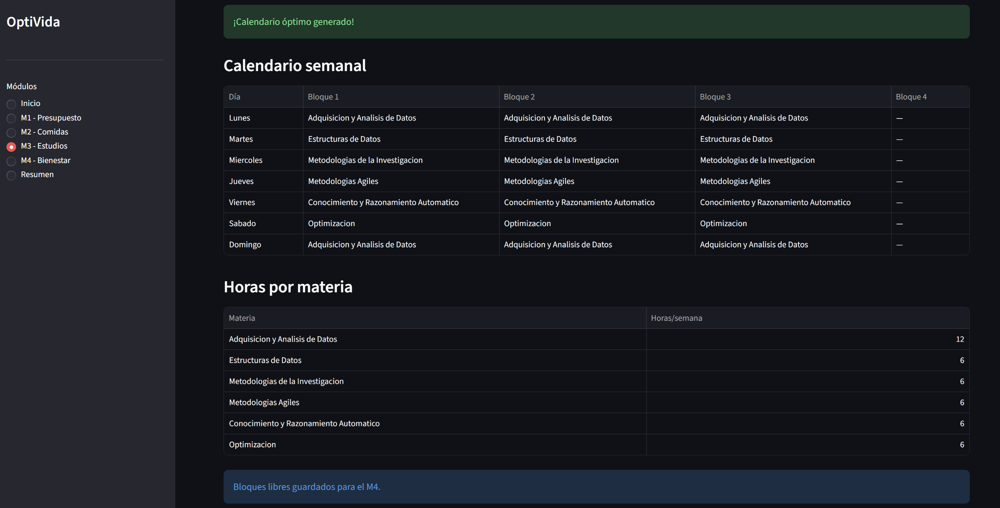 OptiVida
Módulos
Inicio
M1 - Presupuesto
M2 - Comidas
M3 - Estudios
M4 - Bienestar
Resumen
¡Calendario óptimo generado!
Calendario semanal
Día Bloque 1 Bloque 2 Bloque 3 Bloque 4
Lunes Adquisicion y Analisis de Datos Adquisicion y Analisis de Datos Adquisicion y Analisis de Datos —
Martes Estructuras de Datos Estructuras de Datos Estructuras de Datos —
Miercoles Metodologias de la Investigacion Metodologias de la Investigacion Metodologias de la Investigacion —
Jueves Metodologias Agiles Metodologias Agiles Metodologias Agiles —
Viernes Conocimiento y Razonamiento Automatico Conocimiento y Razonamiento Automatico Conocimiento y Razonamiento Automatico —
Sabado Optimizacion Optimizacion Optimizacion —
Domingo Adquisicion y Analisis de Datos Adquisicion y Analisis de Datos Adquisicion y Analisis de Datos —
Horas por materia
Materia Horas/semana
Adquisicion y Analisis de Datos 12
Estructuras de Datos 6
Metodologias de la Investigacion 6
Metodologias Agiles 6
Conocimiento y Razonamiento Automatico 6
Optimizacion 6
Bloques libres guardados para el M4.